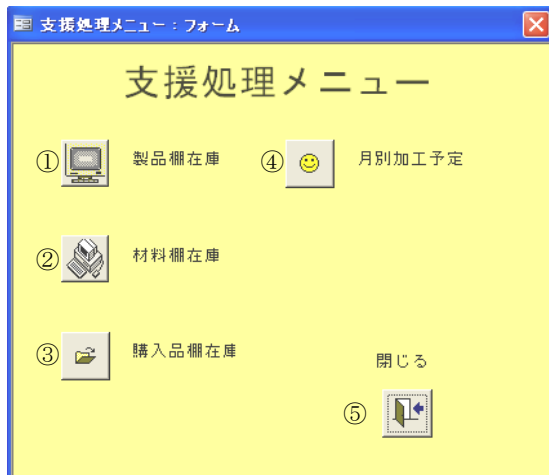 支援処理メニュー：フォーム
支援処理メニュー
① 製品棚在庫 ④ 月別加工予定
② 材料棚在庫
③ 購入品棚在庫
閉じる
⑤